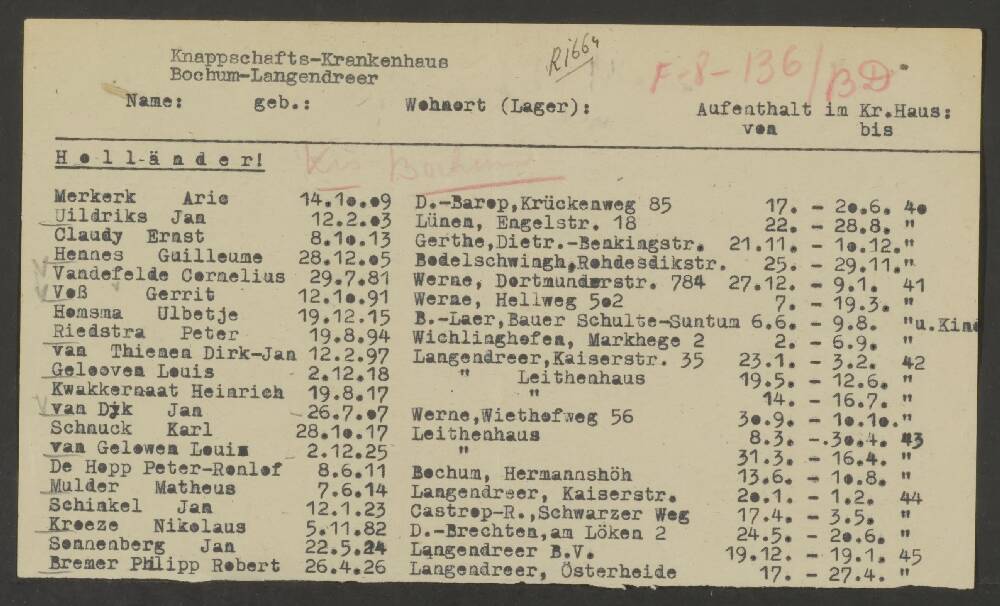 Knappschafts-Krankenhaus
Bochum-Langendreer
Ri664
F-8-136/BD
Name: geb.: Wohnort (Lager): Aufenthalt im Kr.Haus:
von bis
Holländer!
Krs Bochum
Merkerk Arie 14.10.09 D.-Barop,Krückenweg 85 17. - 20.6. 40
Uildriks Jan 12.2.03 Lünen, Engelstr. 18 22. - 28.8. "
Claudy Ernst 8.10.13 Gerthe,Dietr.-Benkingstr. 21.11. - 10.12."
Hennes Guilleume 28.12.05 Bodelschwingh,Rohdesdikstr. 25. - 29.11."
Vandefelde Cornelius 29.7.81 Werne, Dortmunderstr. 784 27.12. - 9.1. 41
Voß Gerrit 12.10.91 Werne, Hellweg 502 7. - 19.3. "
Homsma Ulbetje 19.12.15 B.-Laer,Bauer Schulte-Suntum 6.6. - 9.8. "u.Kind
Riedstra Peter 19.8.94 Wichlinghofen, Markhege 2 2. - 6.9. "
van Thienen Dirk-Jan 12.2.97 Langendreer,Kaiserstr. 35 23.1. - 3.2. 42
Gelooven Louis 2.12.18 " Leithenhaus 19.5. - 12.6. "
Kwakkernaat Heinrich 19.8.17 " 14. - 16.7. "
van Dyk Jan 26.7.07 Werne,Wiethofweg 56 30.9. - 10.10."
Schnuck Karl 28.10.17 Leithenhaus 8.3. -.30.4. 43
van Gelowen Louis 2.12.25 " 31.3. - 16.4. "
De Hopp Peter-Ronlof 8.6.11 Bochum, Hermannshöh 13.6. - 10.8. "
Mulder Matheus 7.6.14 Langendreer, Kaiserstr. 20.1. - 1.2. 44
Schinkel Jan 12.1.23 Castrop-R.,Schwarzer Weg 17.4. - 3.5. "
Kroeze Nikolaus 5.11.82 D.-Brechten,am Löken 2 24.5. - 20.6. "
Sonnenberg Jan 22.5.24 Langendreer B.V. 19.12. - 19.1. 45
Bremer Philipp Robert 26.4.26 Langendreer, Österheide 17. - 27.4. "